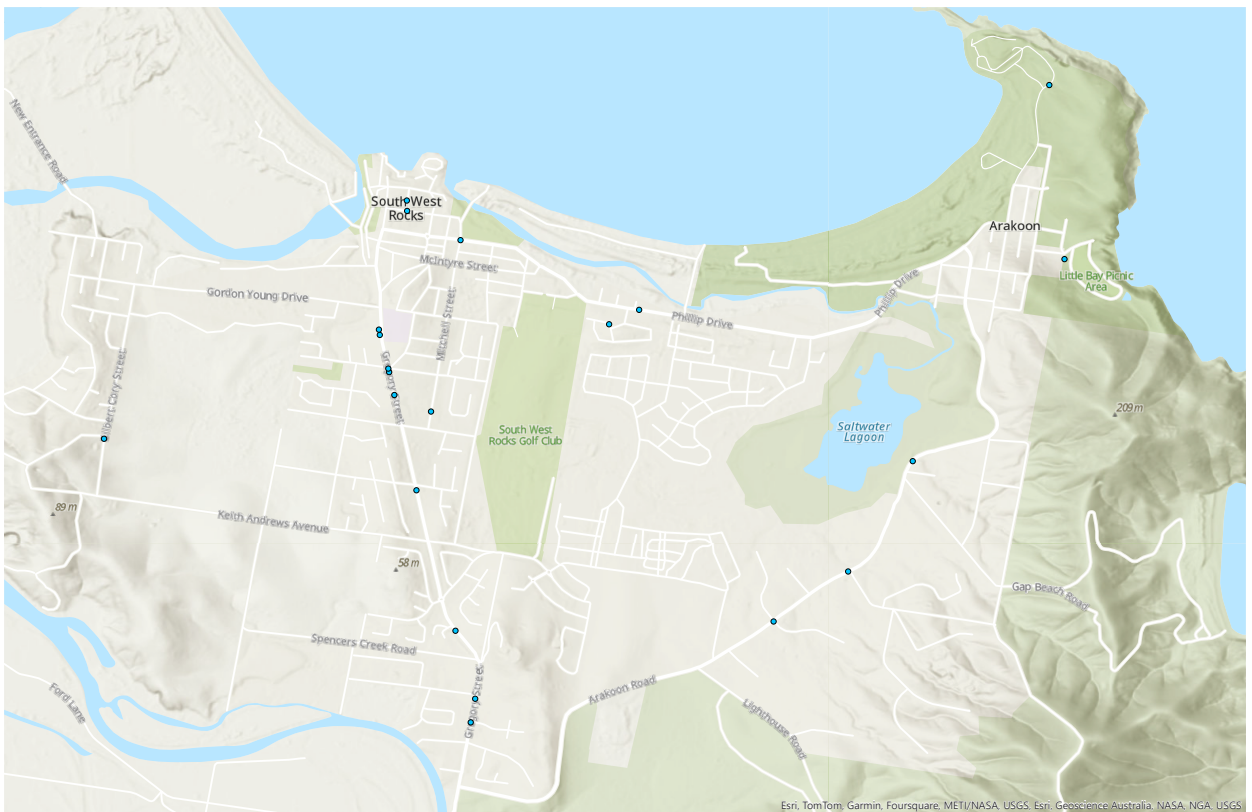 New Entrance Road
South West
Rocks
Arakoon
McIntyre Street
Little Bay Picnic
Area
Gordon Young Drive
Phillip Drive
Phillip Drive
Mitchell Street
Gregory Street
209 m
South West
Rocks Golf Club
Saltwater
Lagoon
89 m
Keith Andrews Avenue
58 m
Gap Beach Road
Spencers Creek Road
Ford Lane
Gregory Street
Arakoon Road
Lighthouse Road
Esri, TomTom, Garmin, Foursquare, METI/NASA, USGS, Esri, Geoscience Australia, NASA, NGA, USGS